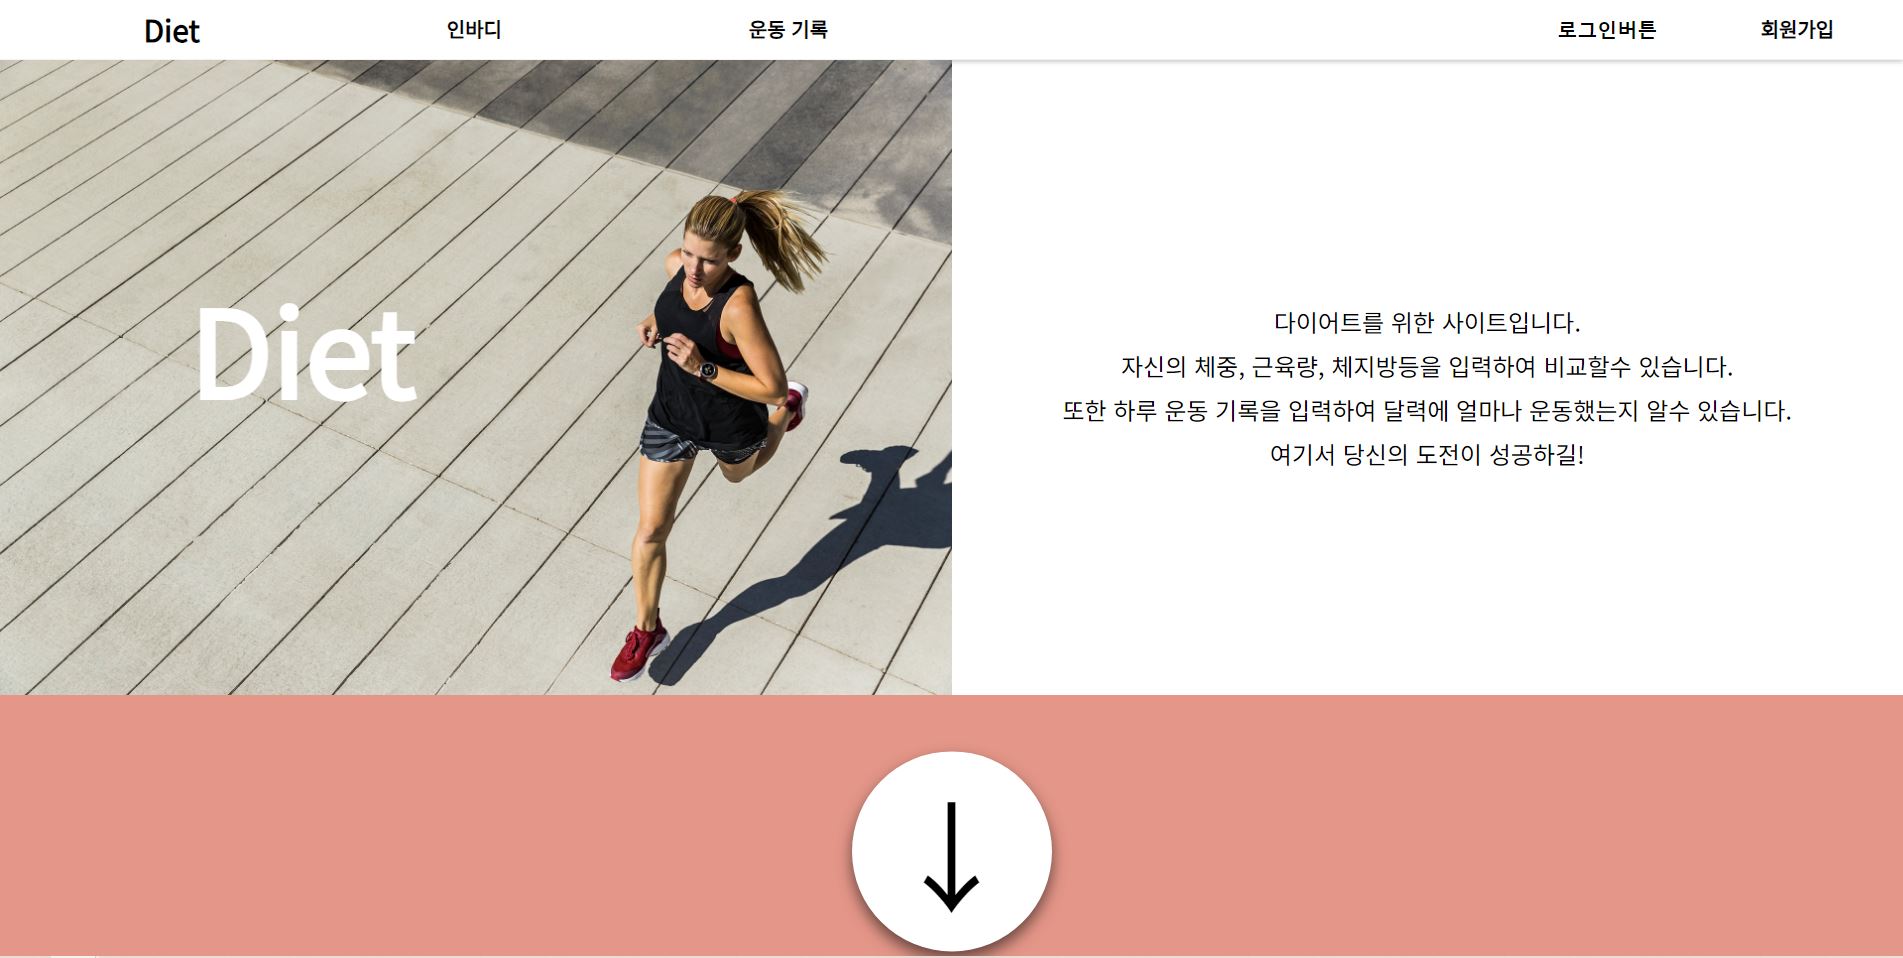 Diet
인바디
운동 기록
로그인버튼
회원가입
Diet
다이어트를 위한 사이트입니다.
자신의 체중, 근육량, 체지방등을 입력하여 비교할수 있습니다.
또한 하루 운동 기록을 입력하여 달력에 얼마나 운동했는지 알수 있습니다.
여기서 당신의 도전이 성공하길!